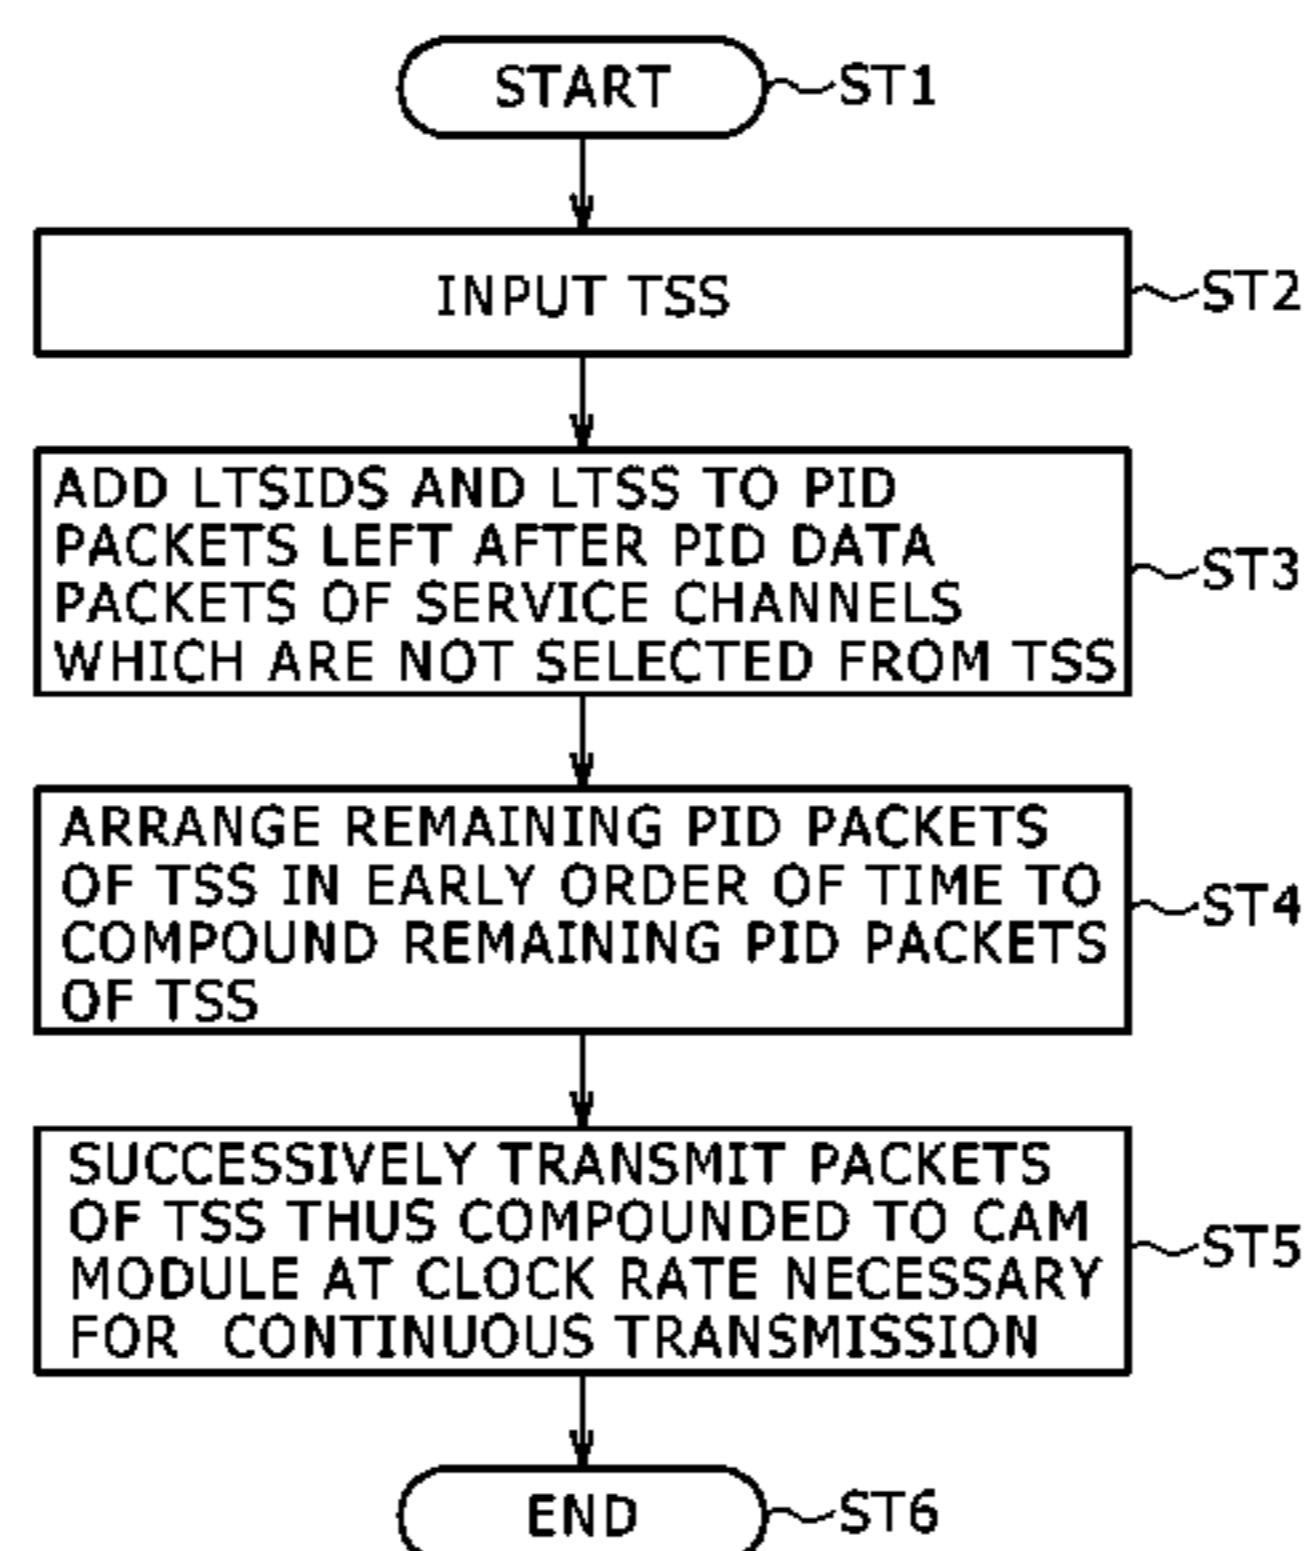 START
ST1
INPUT TSS
ST2
ADD LTSIDS AND LTSS TO PID
PACKETS LEFT AFTER PID DATA
PACKETS OF SERVICE CHANNELS
WHICH ARE NOT SELECTED FROM TSS
ST3
ARRANGE REMAINING PID PACKETS
OF TSS IN EARLY ORDER OF TIME TO
COMPOUND REMAINING PID PACKETS
OF TSS
ST4
SUCCESSIVELY TRANSMIT PACKETS
OF TSS THUS COMPOUNDED TO CAM
MODULE AT CLOCK RATE NECESSARY
FOR CONTINUOUS TRANSMISSION
ST5
END
ST6